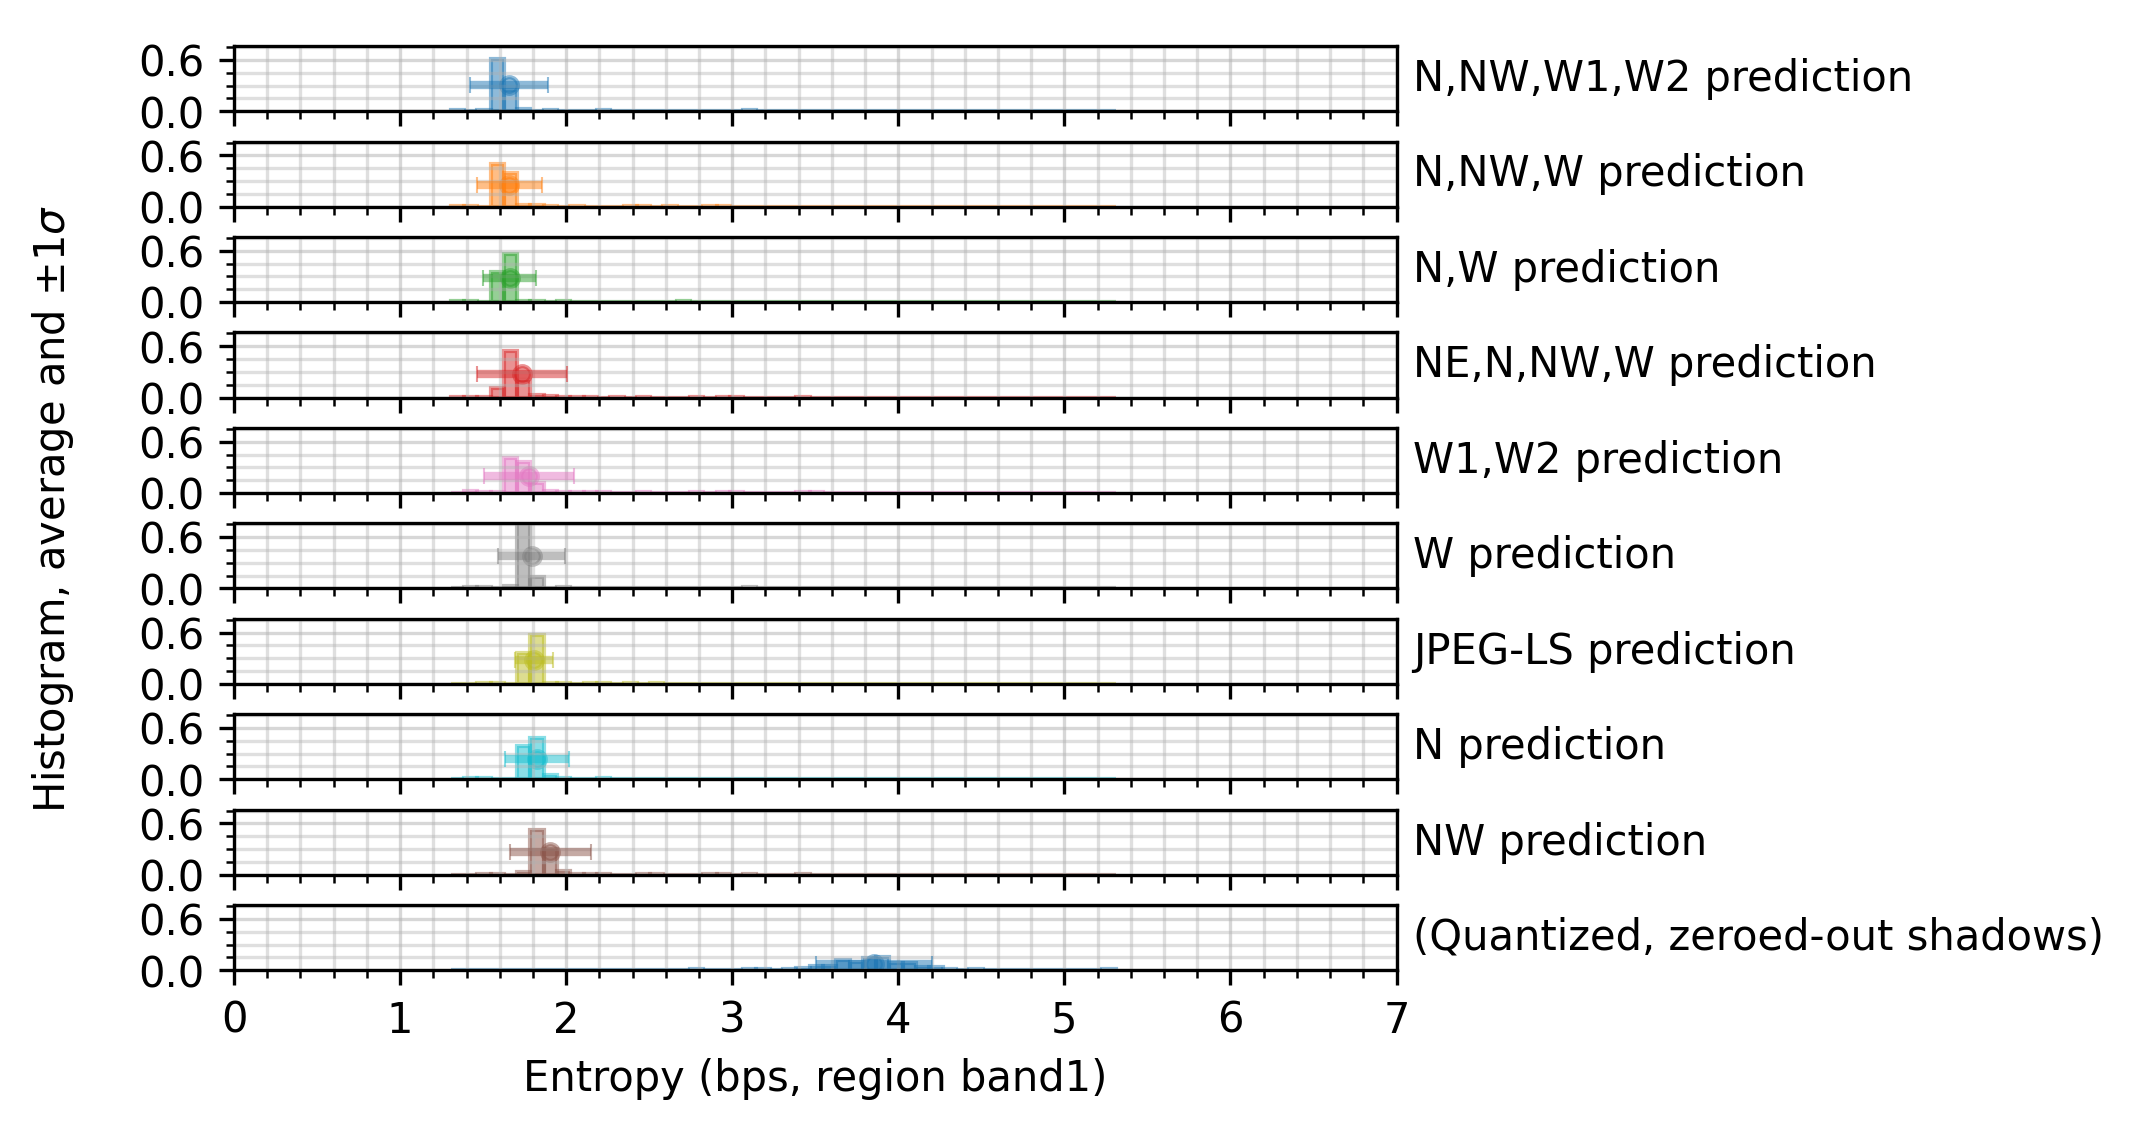 Histogram, average and ±1σ
0.6
0.0
N,NW,W1,W2 prediction
0.6
0.0
N,NW,W prediction
0.6
0.0
N,W prediction
0.6
0.0
NE,N,NW,W prediction
0.6
0.0
W1,W2 prediction
0.6
0.0
W prediction
0.6
0.0
JPEG-LS prediction
0.6
0.0
N prediction
0.6
0.0
NW prediction
0.6
0.0
(Quantized, zeroed-out shadows)
0 1 2 3 4 5 6 7
Entropy (bps, region band1)